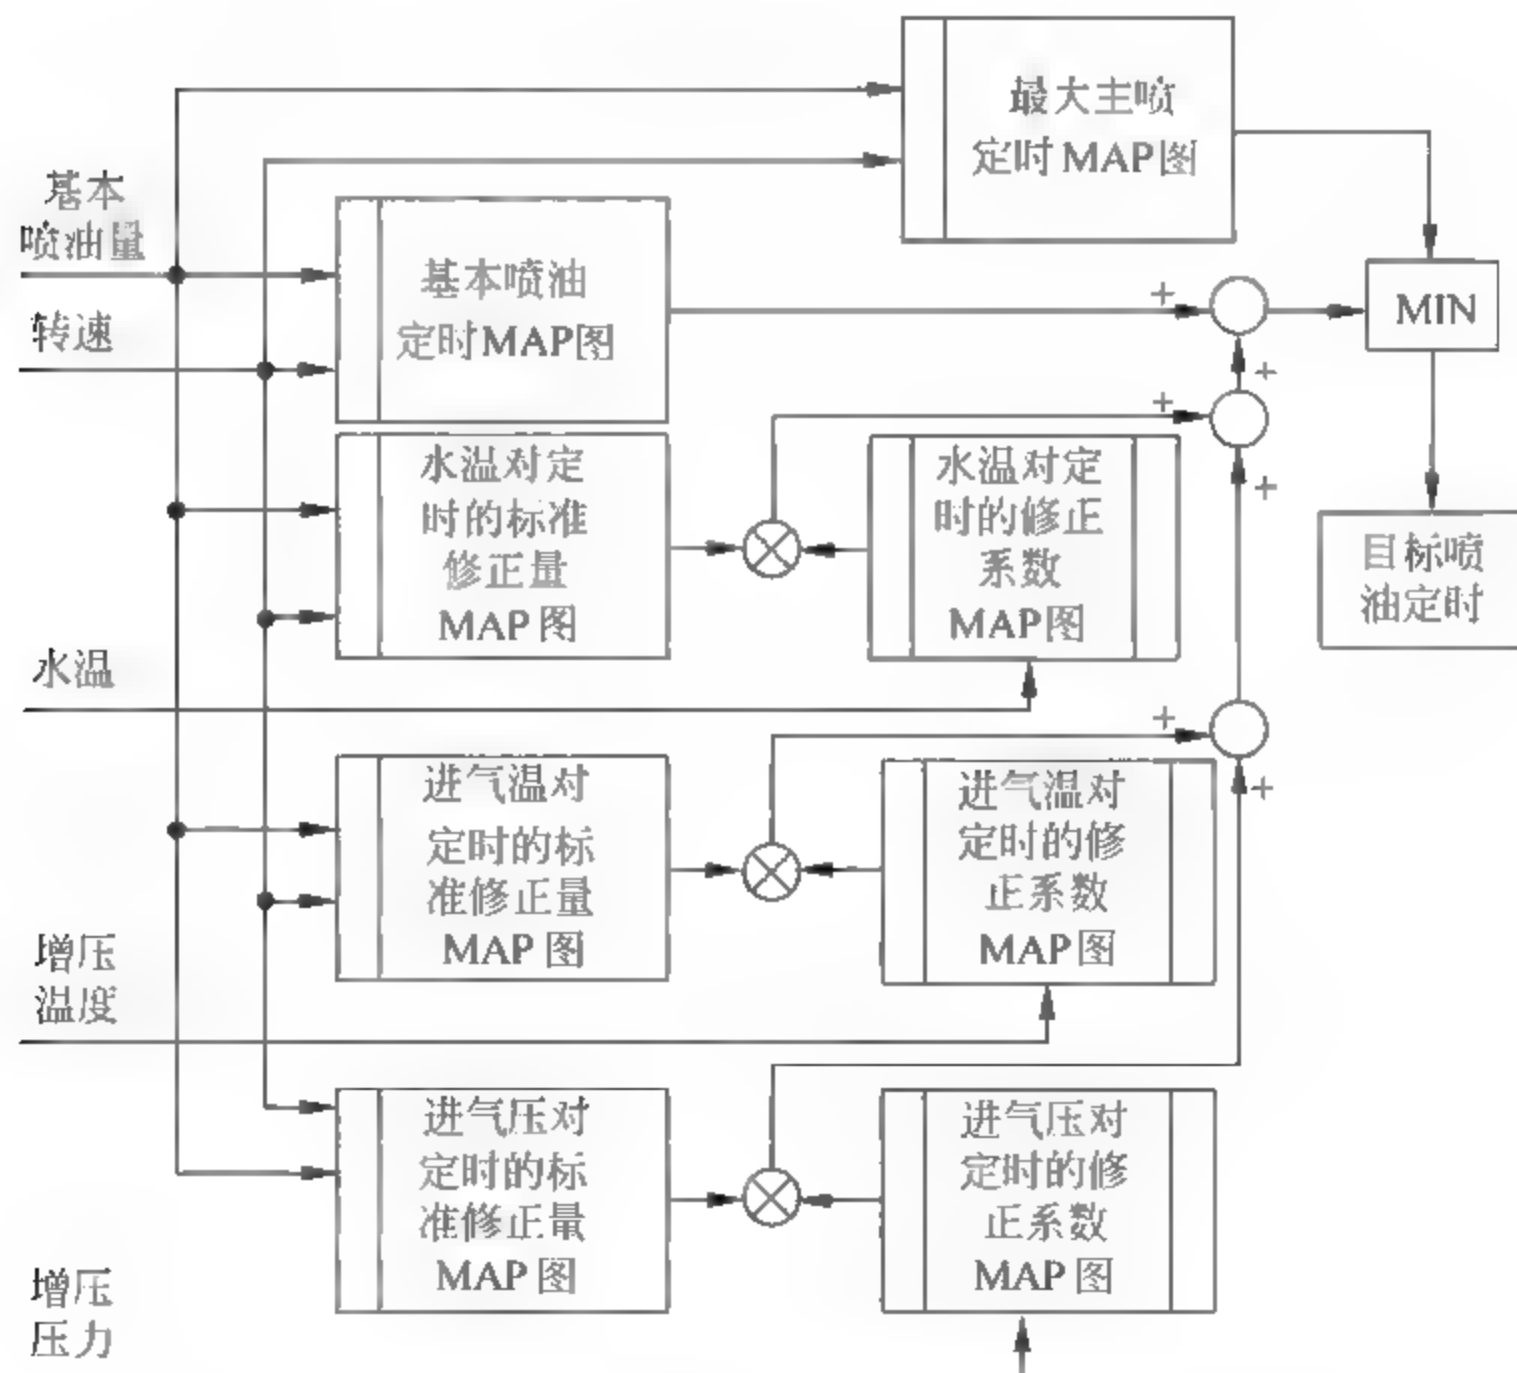 最大主喷
定时MAP图
基本
喷油量
转速
基本喷油
定时MAP图
+
MIN
+
+
水温对定
时的标准
修正量
MAP图
水温对定
时的修正
系数
MAP图
+
目标喷
油定时
水温
+
进气温对
定时的标
准修正量
MAP图
进气温对
定时的修
正系数
MAP图
+
增压
温度
进气压对
定时的标
准修正量
MAP图
进气压对
定时的修
正系数
MAP图
增压
压力